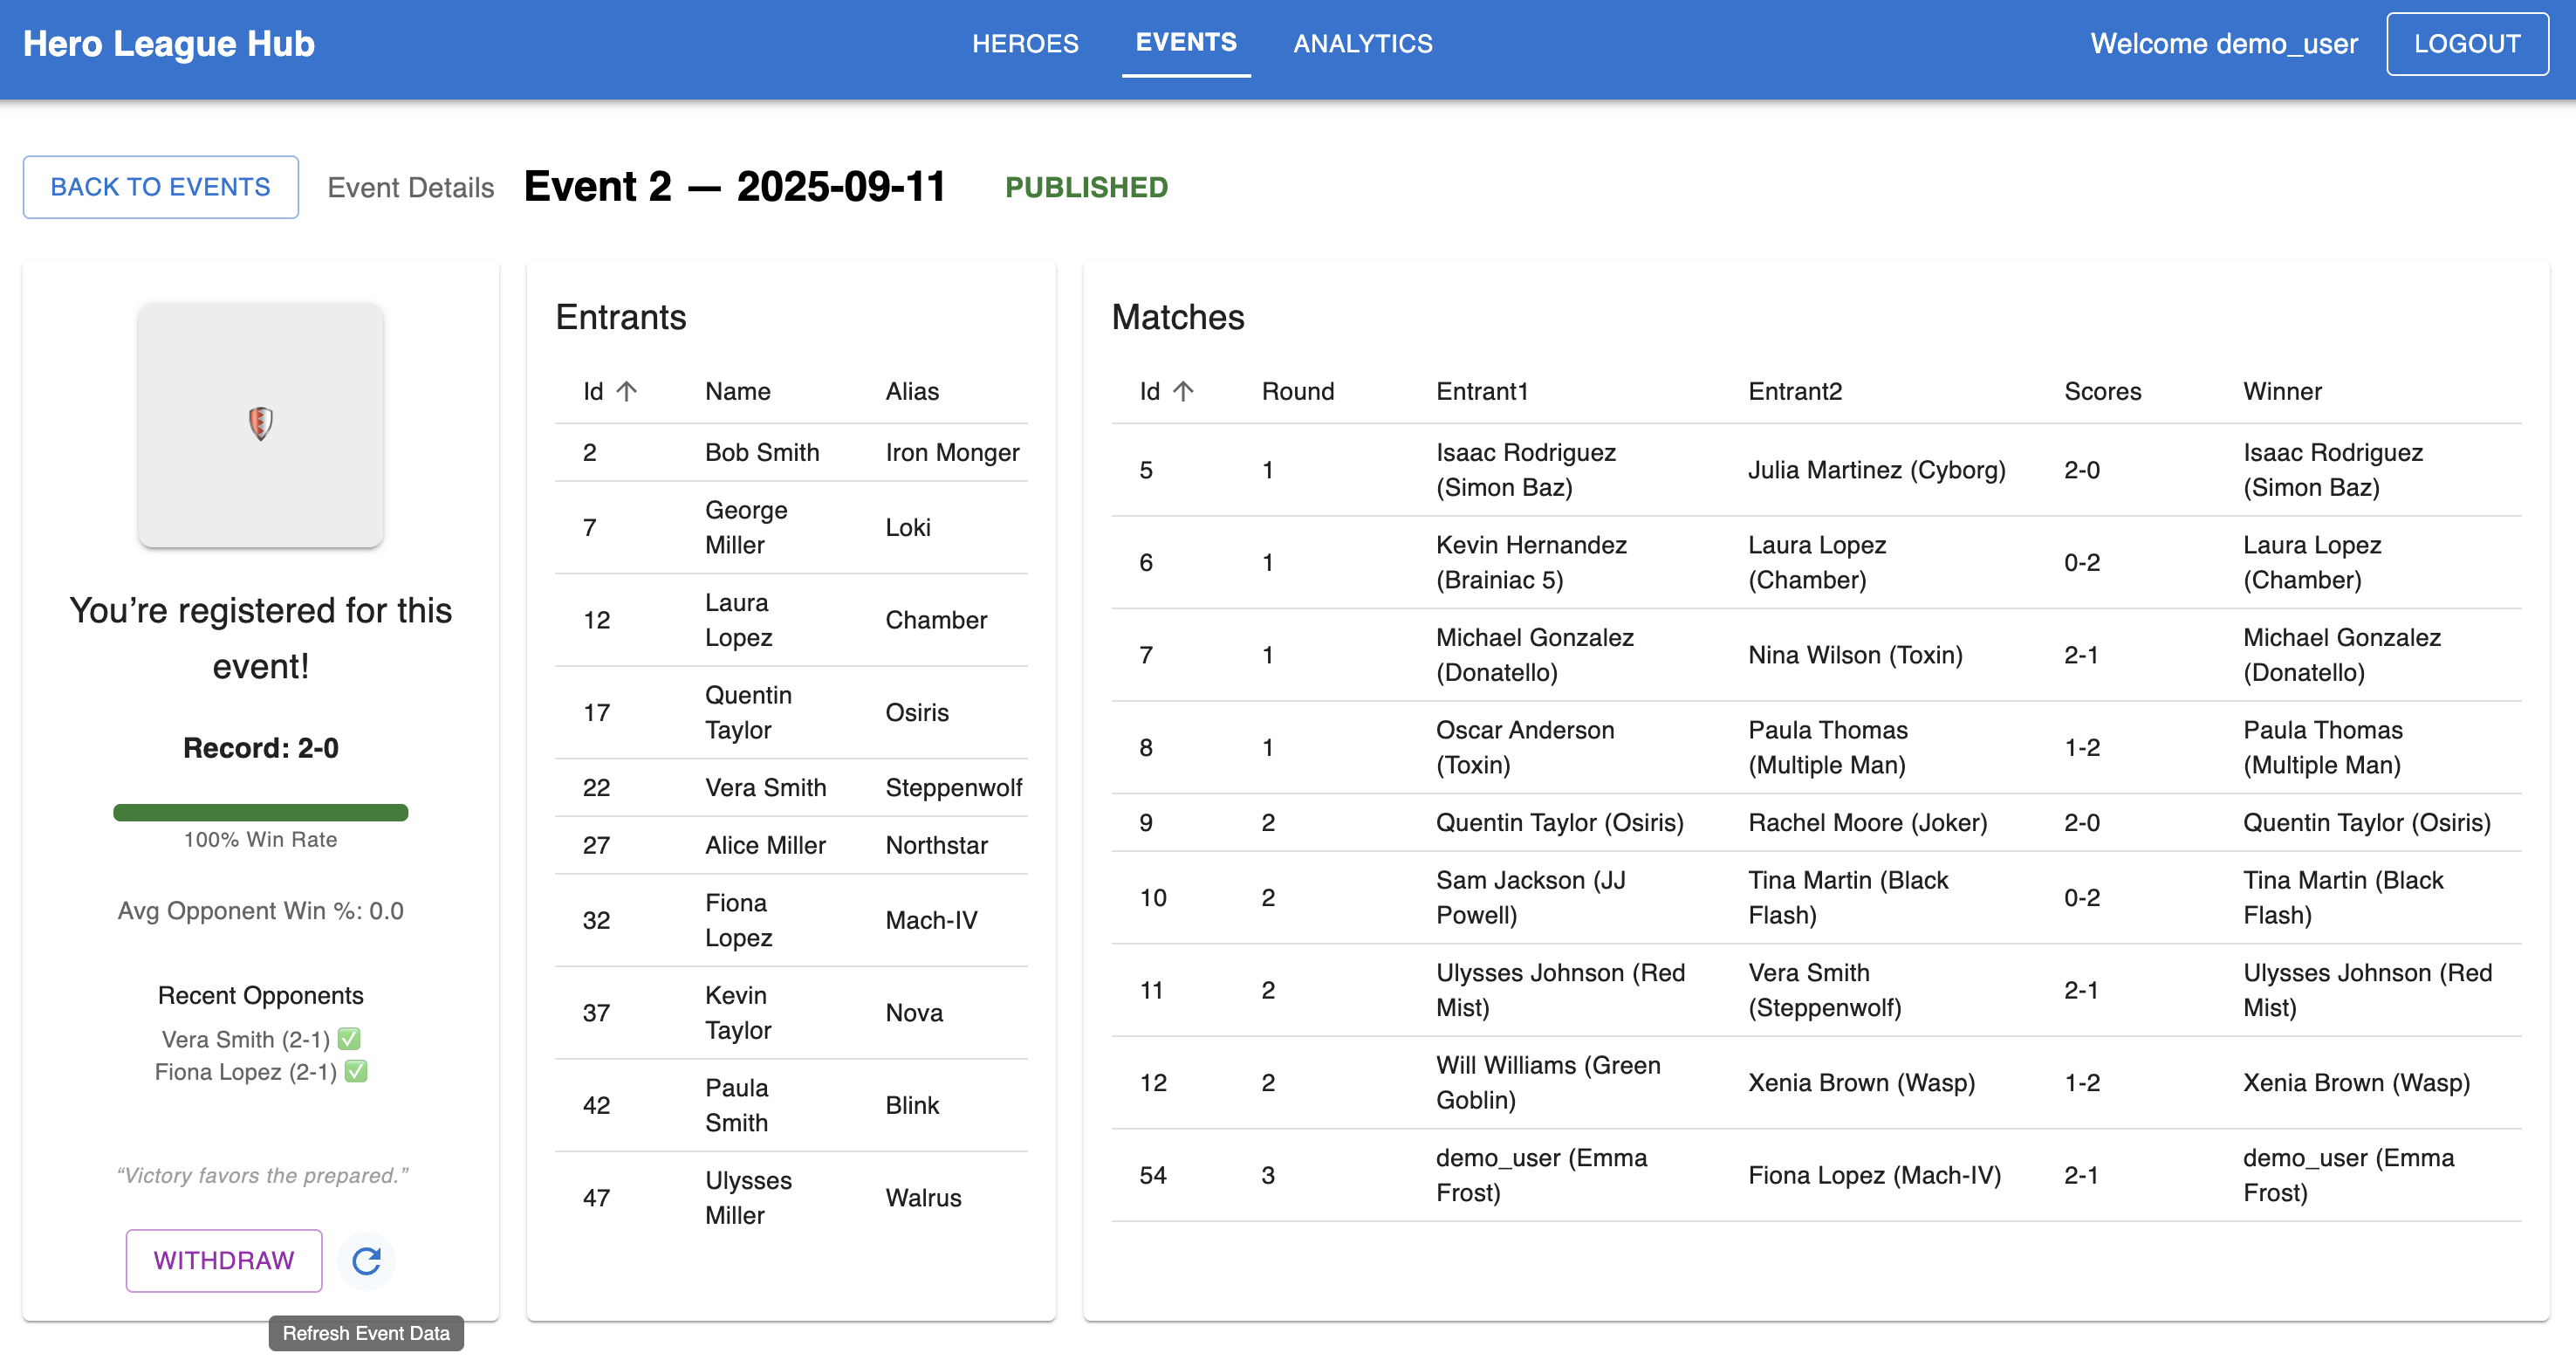 Hero League Hub
HEROES EVENTS ANALYTICS
Welcome demo_user LOGOUT
BACK TO EVENTS Event Details Event 2 — 2025-09-11 PUBLISHED
You’re registered for this
event!
Record: 2-0
100% Win Rate
Avg Opponent Win %: 0.0
Recent Opponents
Vera Smith (2-1) ✅
Fiona Lopez (2-1) ✅
“Victory favors the prepared.”
WITHDRAW
Refresh Event Data
Entrants
Id ↑ Name Alias
2 Bob Smith Iron Monger
7 George Miller Loki
12 Laura Lopez Chamber
17 Quentin Taylor Osiris
22 Vera Smith Steppenwolf
27 Alice Miller Northstar
32 Fiona Lopez Mach-IV
37 Kevin Taylor Nova
42 Paula Smith Blink
47 Ulysses Miller Walrus
Matches
Id ↑ Round Entrant1 Entrant2 Scores Winner
5 1 Isaac Rodriguez (Simon Baz) Julia Martinez (Cyborg) 2-0 Isaac Rodriguez (Simon Baz)
6 1 Kevin Hernandez (Brainiac 5) Laura Lopez (Chamber) 0-2 Laura Lopez (Chamber)
7 1 Michael Gonzalez (Donatello) Nina Wilson (Toxin) 2-1 Michael Gonzalez (Donatello)
8 1 Oscar Anderson (Toxin) Paula Thomas (Multiple Man) 1-2 Paula Thomas (Multiple Man)
9 2 Quentin Taylor (Osiris) Rachel Moore (Joker) 2-0 Quentin Taylor (Osiris)
10 2 Sam Jackson (JJ Powell) Tina Martin (Black Flash) 0-2 Tina Martin (Black Flash)
11 2 Ulysses Johnson (Red Mist) Vera Smith (Steppenwolf) 2-1 Ulysses Johnson (Red Mist)
12 2 Will Williams (Green Goblin) Xenia Brown (Wasp) 1-2 Xenia Brown (Wasp)
54 3 demo_user (Emma Frost) Fiona Lopez (Mach-IV) 2-1 demo_user (Emma Frost)